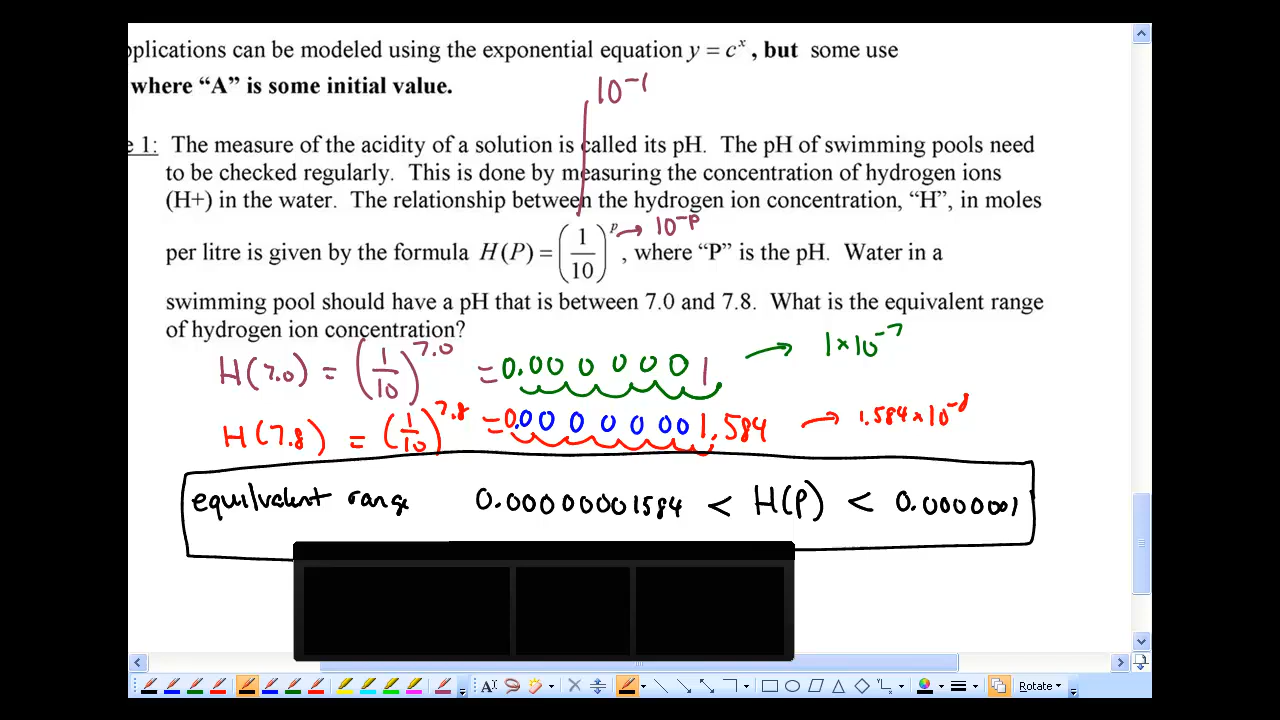 pplications can be modeled using the exponential equation y = cˣ, but some use
where “A” is some initial value.
10⁻¹
e 1: The measure of the acidity of a solution is called its pH. The pH of swimming pools need
to be checked regularly. This is done by measuring the concentration of hydrogen ions
(H+) in the water. The relationship between the hydrogen ion concentration, “H”, in moles
per litre is given by the formula H(P) = (1/10)ᵖ, where “P” is the pH. Water in a
→ 10⁻ᵖ
swimming pool should have a pH that is between 7.0 and 7.8. What is the equivalent range
of hydrogen ion concentration?
H(7.0) = (1/10)^7.0 = 0.0000001 → 1×10⁻⁷
H(7.8) = (1/10)^7.8 = 0.00000001.584 → 1.584×10⁻⁸
equilvalent range 0.00000001584 < H(P) < 0.0000001
A
Rotate